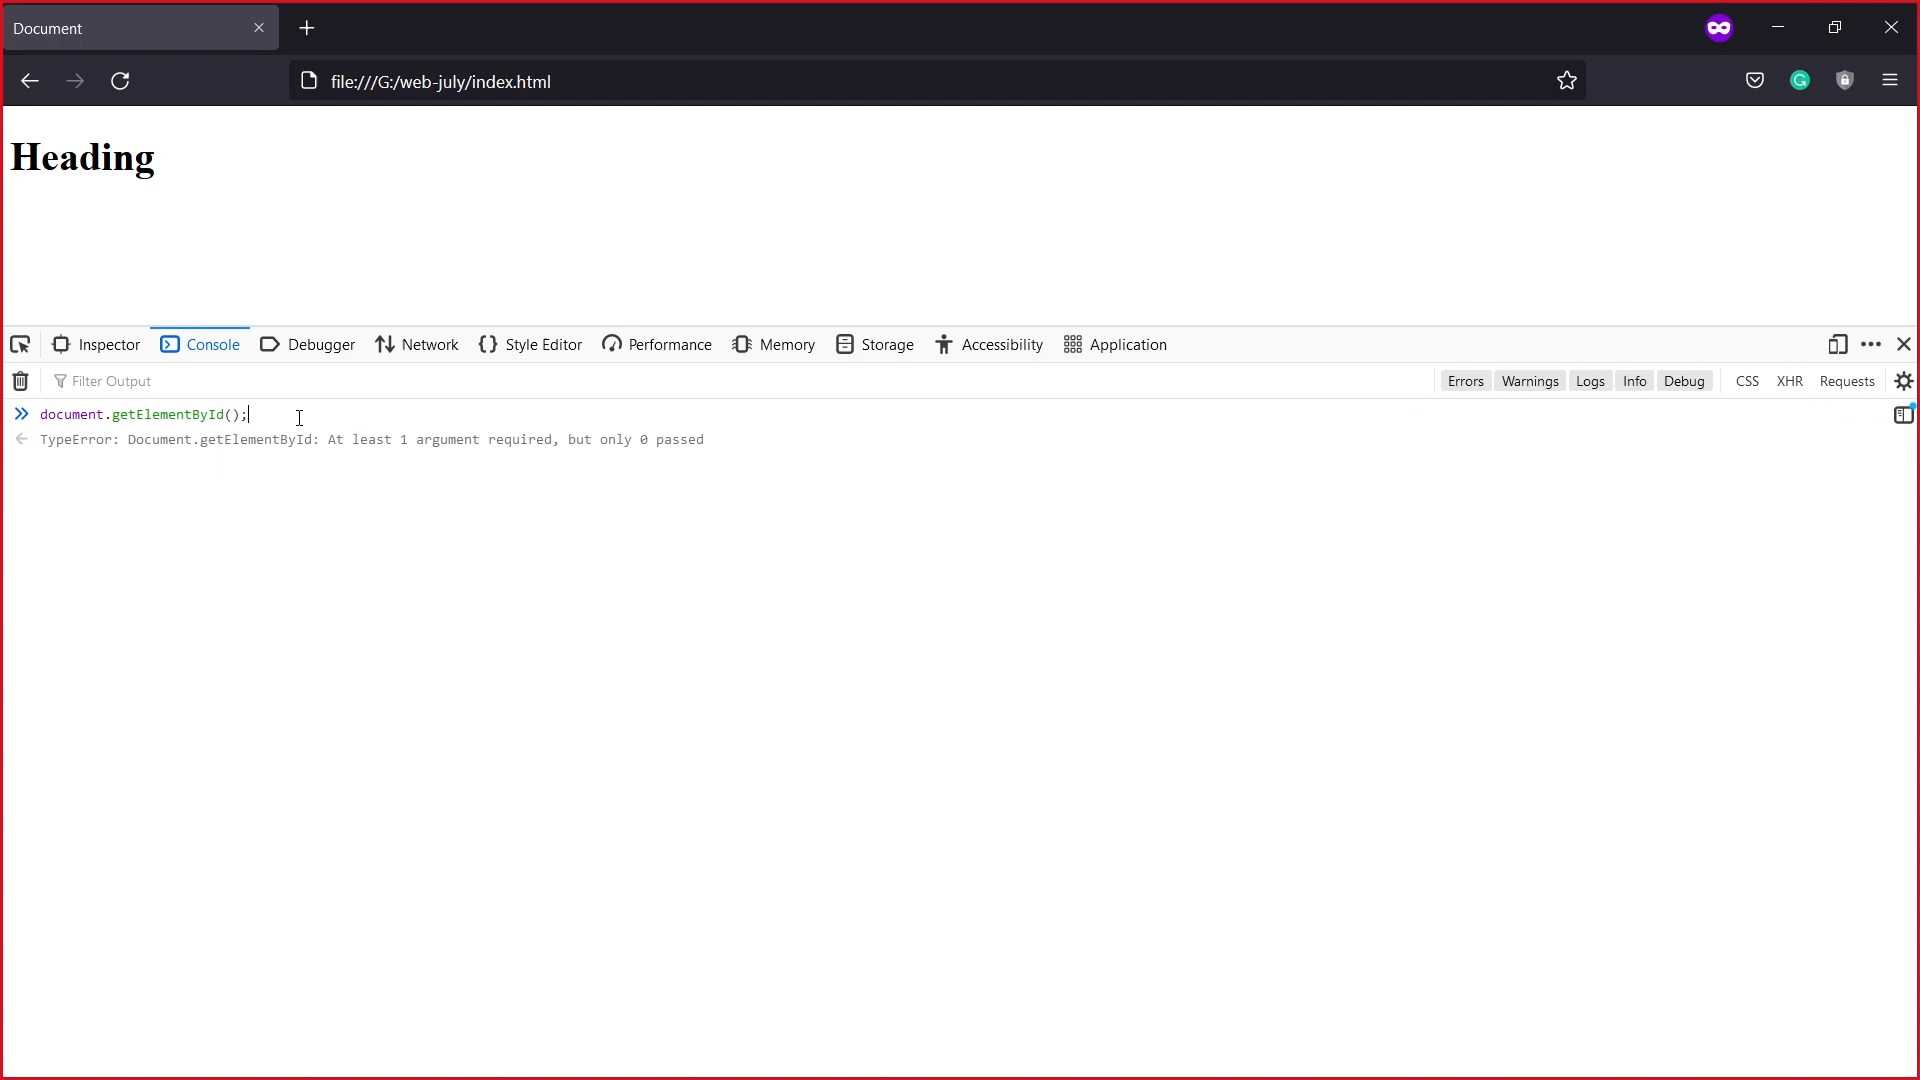 Document
file:///G:/web-july/index.html
Heading
Inspector Console Debugger Network Style Editor Performance Memory Storage Accessibility Application
Filter Output Errors Warnings Logs Info Debug CSS XHR Requests
document.getElementById();
TypeError: Document.getElementById: At least 1 argument required, but only 0 passed